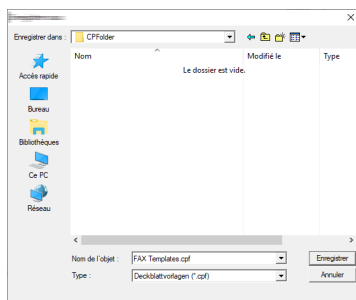 Enregistrer dans :
CPFolder
Nom
Modifié le
Type
Le dossier est vide.
Accès rapide
Bureau
Bibliothèques
Ce PC
Réseau
Nom de l'objet :
FAX Templates.cpf
Enregistrer
Type :
Deckblattvorlagen (*.cpf)
Annuler